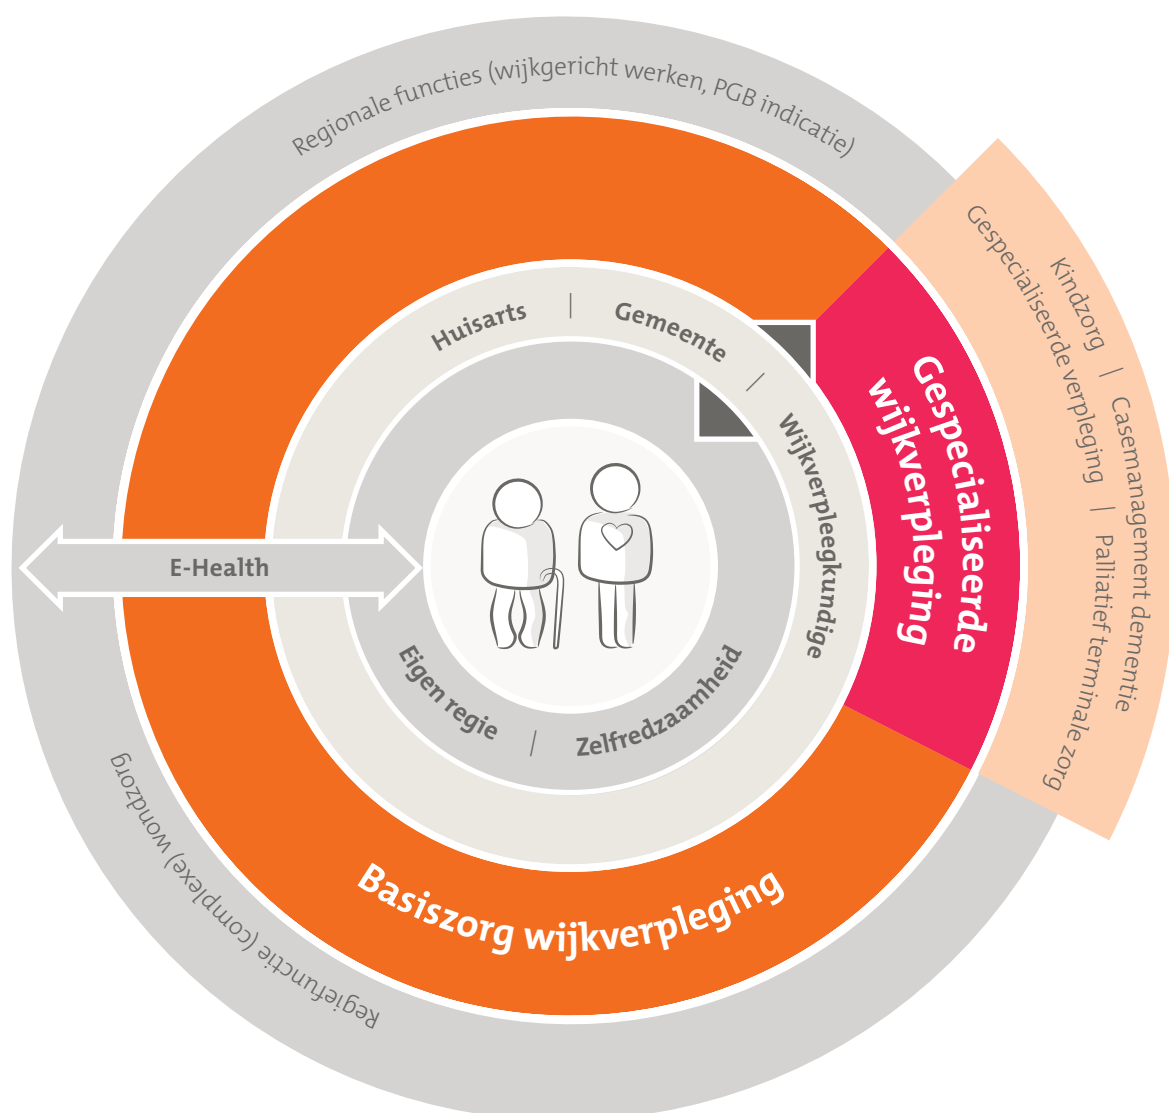 Regionale functies (wijkgericht werken, PGB indicatie)
Kindzorg | Casemanagement dementie
Gespecialiseerde verpleging | Palliatief terminale zorg
Gespecialiseerde
wijkverpleging
Huisarts | Gemeente | Wijkverpleegkundige
E-Health
Eigen regie | Zelfredzaamheid
Basiszorg wijkverpleging
Regiefunctie (complexe) wondzorg